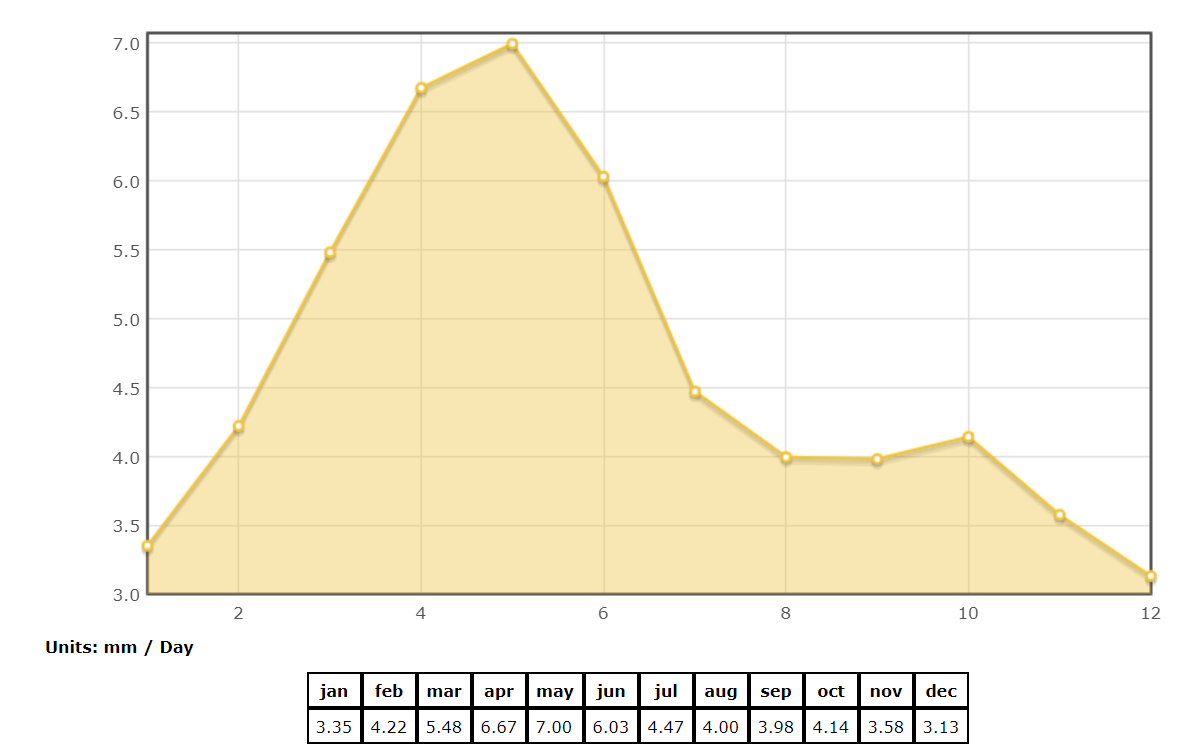 7.0
6.5
6.0
5.5
5.0
4.5
4.0
3.5
3.0
2 4 6 8 10 12
Units: mm / Day
jan feb mar apr may jun jul aug sep oct nov dec
3.35 4.22 5.48 6.67 7.00 6.03 4.47 4.00 3.98 4.14 3.58 3.13